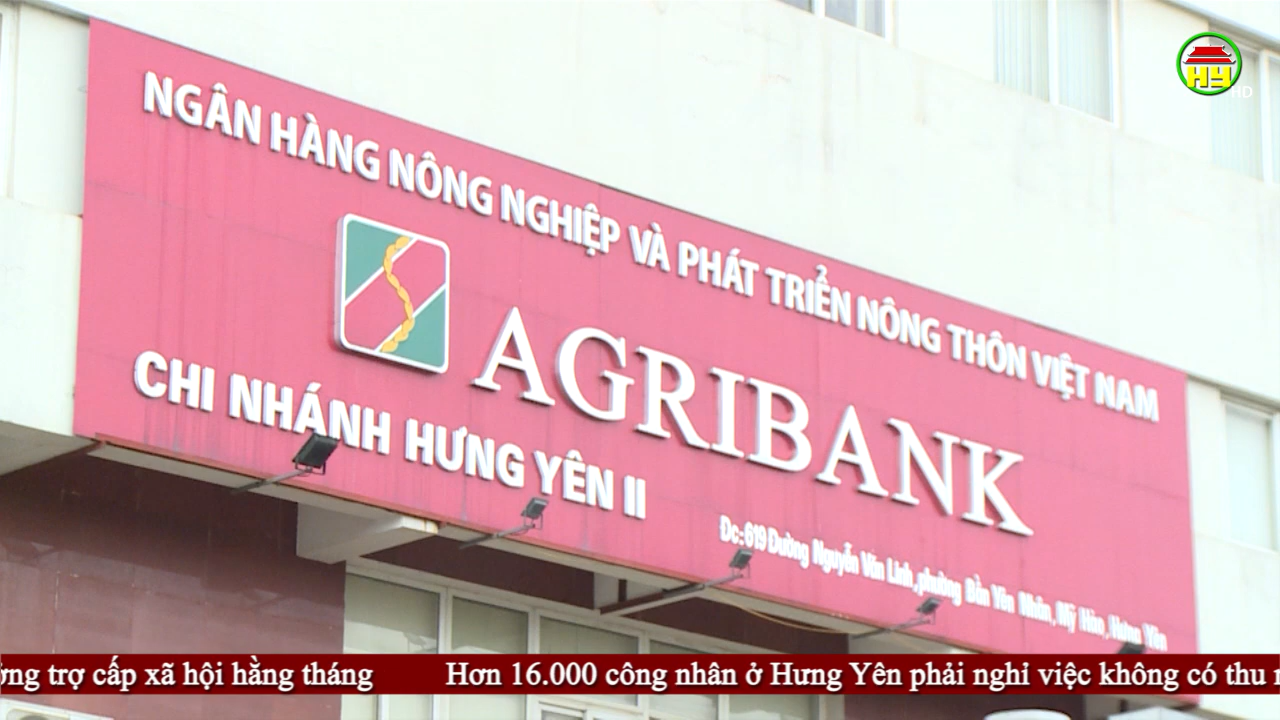 HY
HD
NGÂN HÀNG NÔNG NGHIỆP VÀ PHÁT TRIỂN NÔNG THÔN VIỆT NAM
AGRIBANK
CHI NHÁNH HƯNG YÊN II
Đc: 619 Đường Nguyễn Văn Linh, phường Bần Yên Nhân, Mỹ Hào, Hưng Yên
trợ cấp xã hội hằng tháng Hơn 16.000 công nhân ở Hưng Yên phải nghỉ việc không có thu